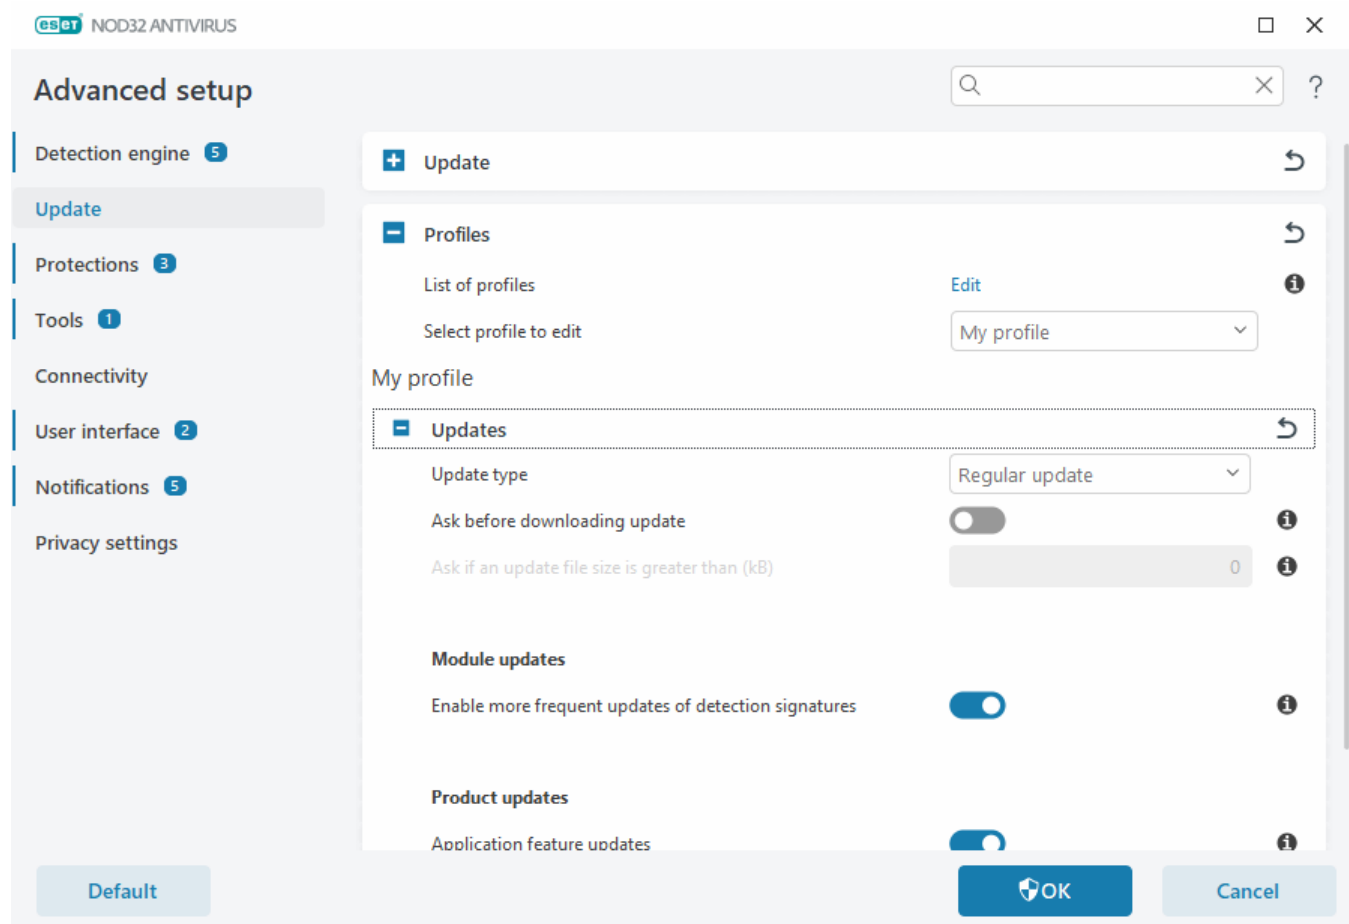 eset NOD32 ANTIVIRUS
Advanced setup
?
Detection engine 5
Update
Protections 3
Tools 1
Connectivity
User interface 2
Notifications 5
Privacy settings
Update
Profiles
List of profiles Edit
Select profile to edit My profile
My profile
Updates
Update type Regular update
Ask before downloading update
Ask if an update file size is greater than (kB) 0
Module updates
Enable more frequent updates of detection signatures
Product updates
Application feature updates
Default OK Cancel